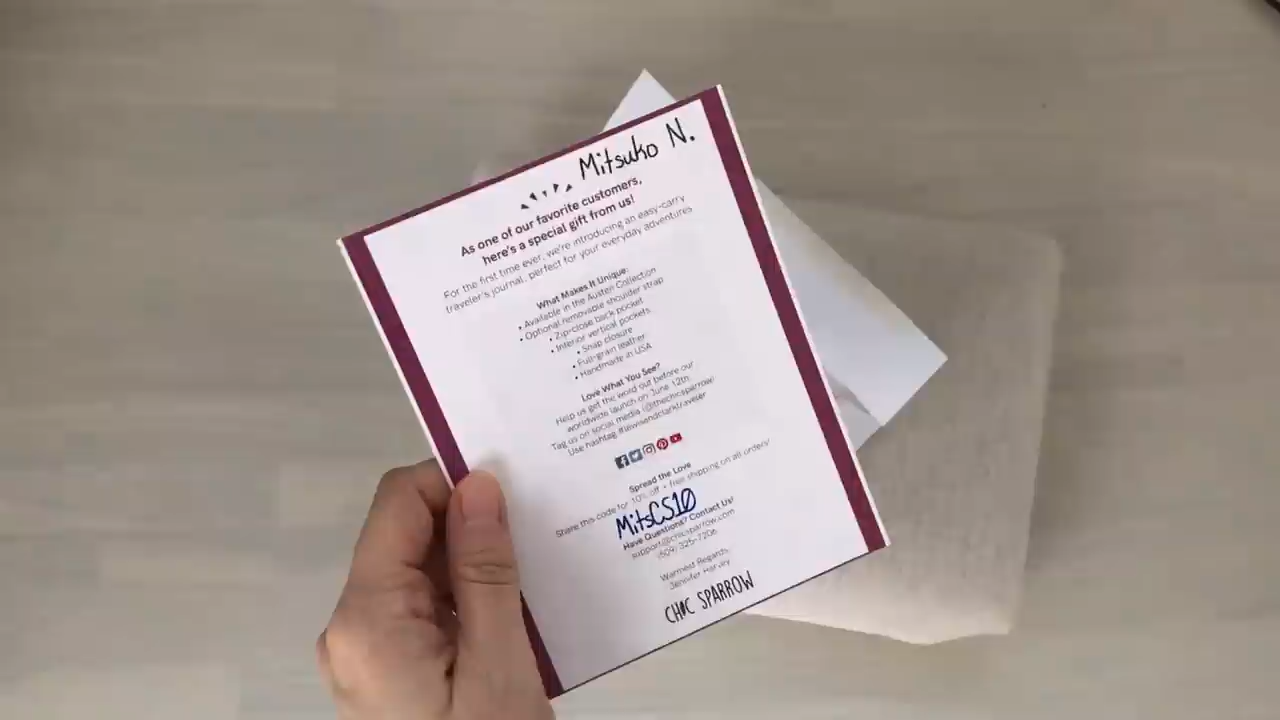 Mitsuko N.
As one of our favorite customers,
here's a special gift from us!
For the first time ever, we're introducing an easy-carry
traveler's journal, perfect for your everyday adventures
What Makes It Unique:
• Available in the Austen Collection
• Optional removable shoulder strap
• Zip-close back pocket
• Interior vertical pockets
• Snap closure
• Full-grain leather
• Handmade in USA
Love What You See?
Help us get the word out before our
worldwide launch on June 12th.
Tag us on social media @thechicsparrow
Use hashtag #lewisandclarktraveler
Spread the Love
Share this code for 10% off + free shipping on all orders!
MitsCS10
Have Questions? Contact Us!
support@chicsparrow.com
(509) 325-7206
Warmest Regards,
Jennifer Harvey
CHIC SPARROW